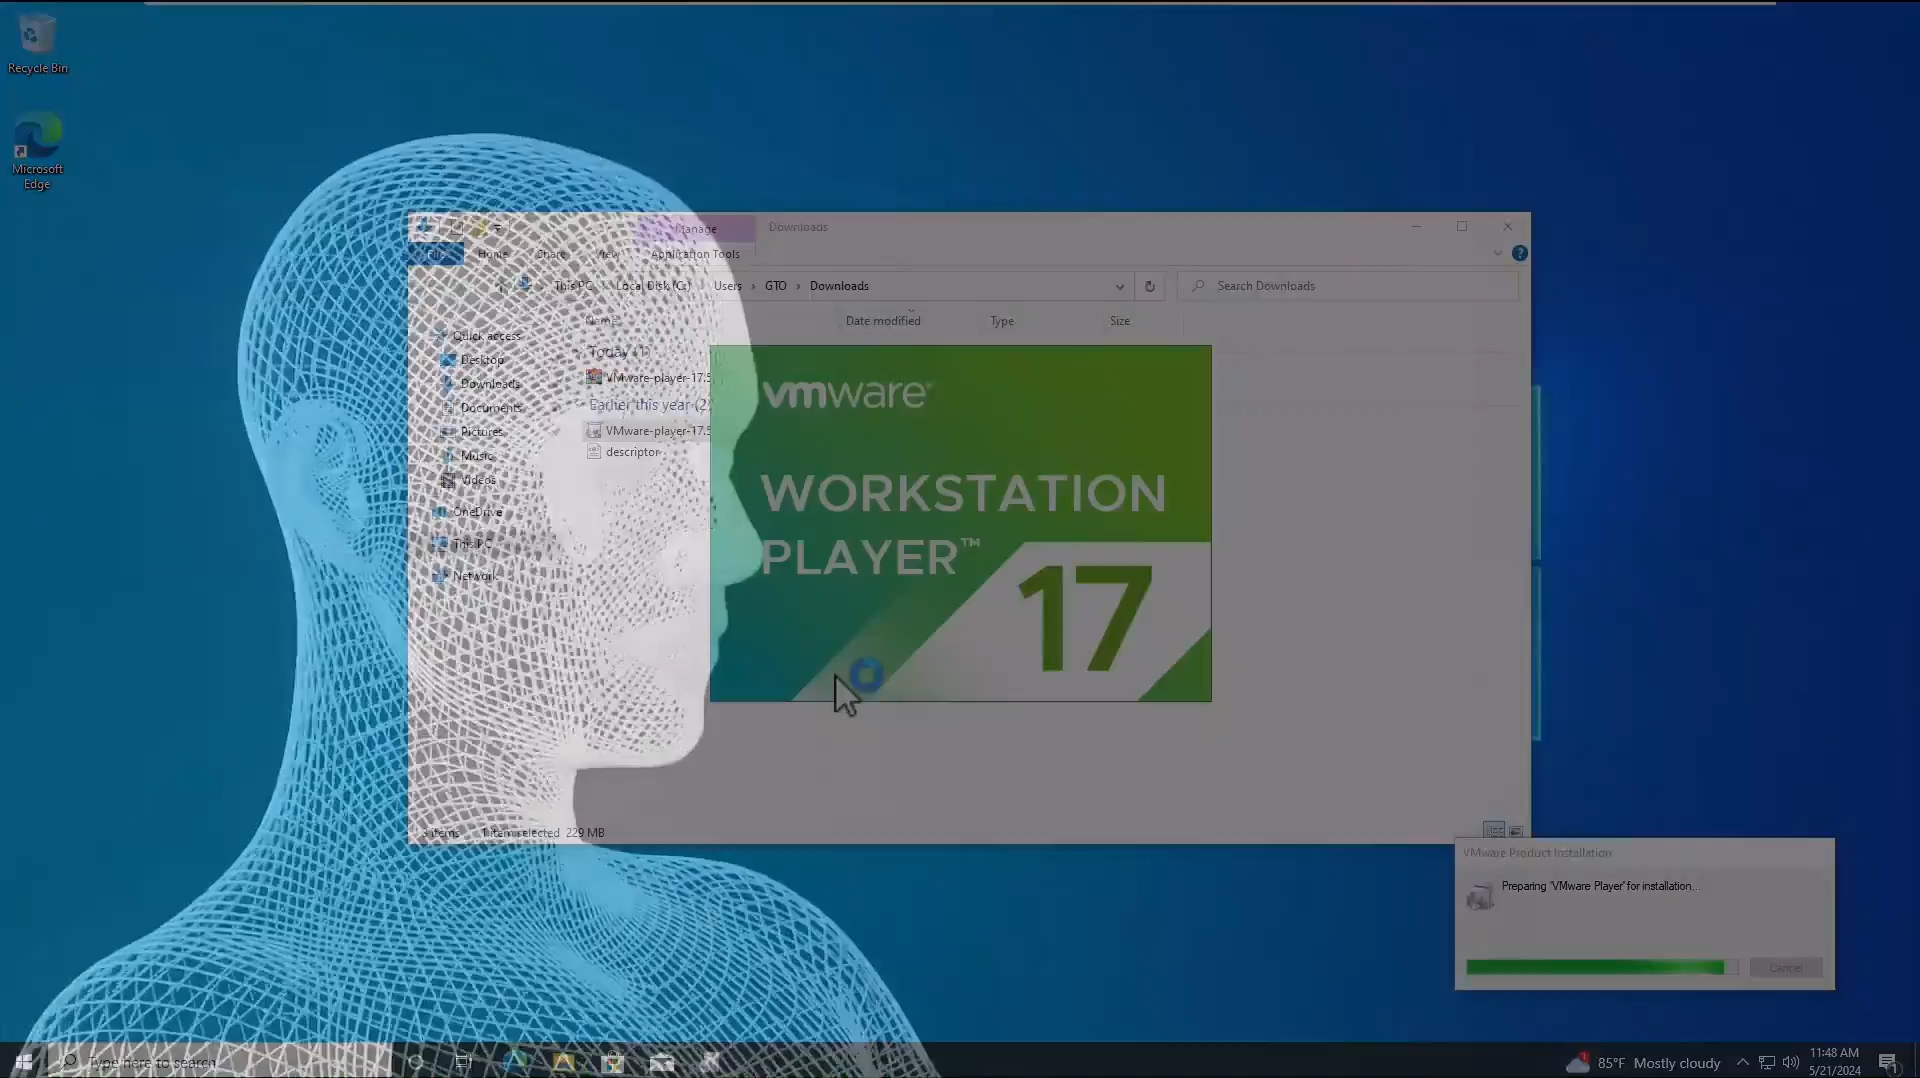 Recycle Bin
Microsoft
Edge
Manage
Downloads
File
Home
Share
View
Application Tools
This PC
Local Disk (C:)
Users
GTO
Downloads
Search Downloads
Name
Date modified
Type
Size
Quick access
Desktop
Downloads
Documents
Pictures
Music
Videos
OneDrive
This PC
Network
Today (1)
VMware-player-17.5
Earlier this year (2)
VMware-player-17.5
descriptor
vmware®
WORKSTATION
PLAYER™
17
3 items
1 item selected
229 MB
VMware Product Installation
Preparing 'VMware Player' for installation...
Cancel
Type here to search
1
85°F
Mostly cloudy
11:48 AM
5/21/2024
1